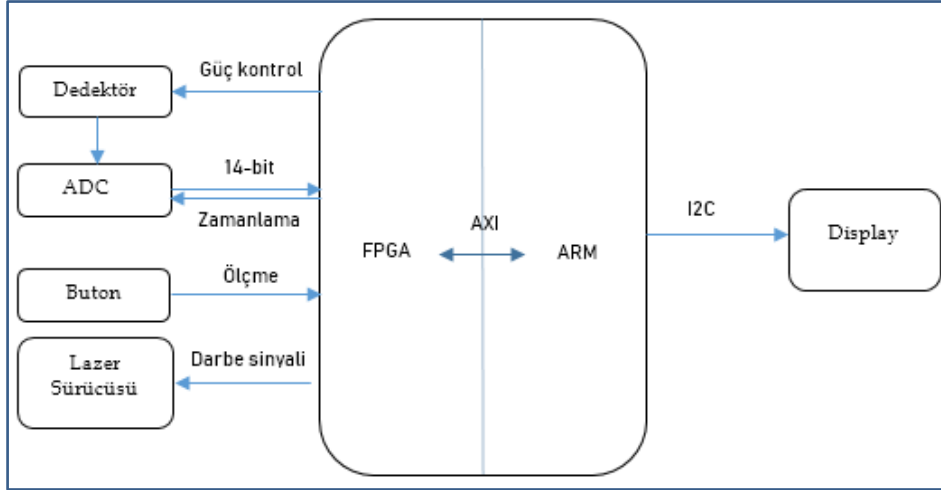 Güç kontrol
Dedektör
14-bit
ADC
Zamanlama
I2C
AXI
Display
FPGA
ARM
Ölçme
Buton
Darbe sinyali
Lazer
Sürücüsü